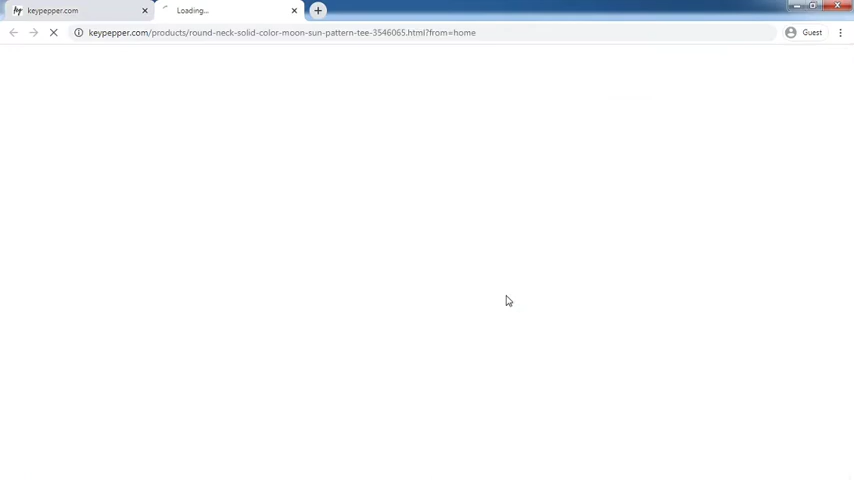 keypepper.com
Loading...
keypepper.com/products/round-neck-solid-color-moon-sun-pattern-tee-3546065.html?from=home
Guest